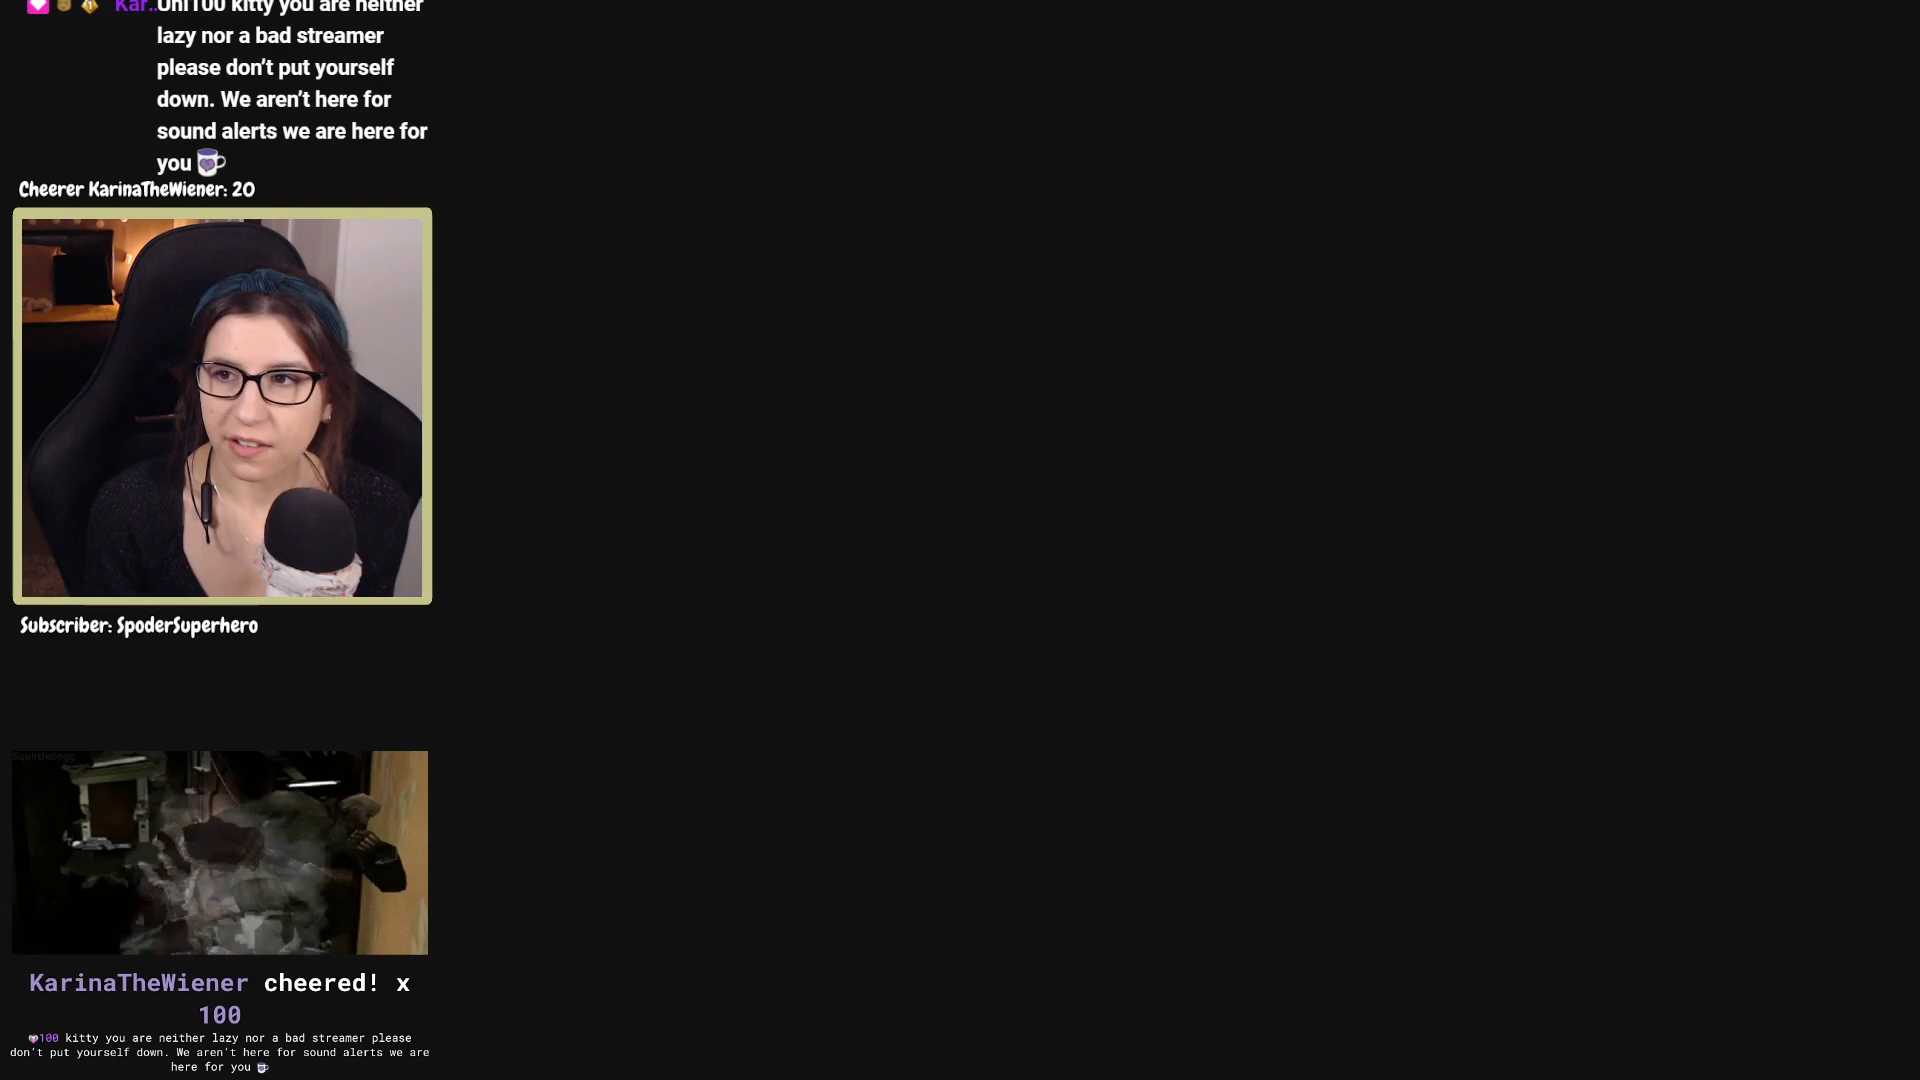 Kar..Uni100 kitty you are neither
lazy nor a bad streamer
please don’t put yourself
down. We aren’t here for
sound alerts we are here for
you
Cheerer KarinaTheWiener: 20
Subscriber: SpoderSuperhero
KarinaTheWiener cheered! x
100
100 kitty you are neither lazy nor a bad streamer please
don’t put yourself down. We aren't here for sound alerts we are
here for you